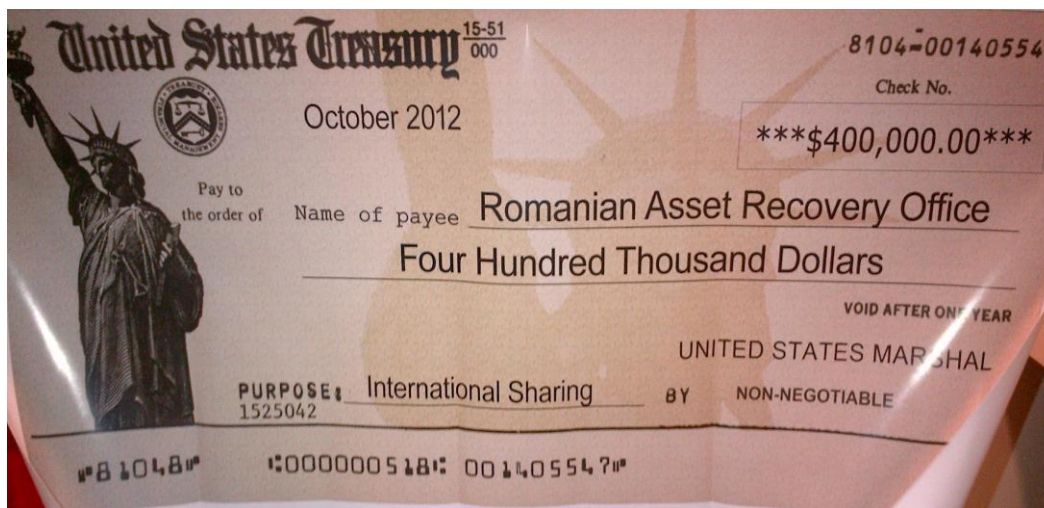 United States Treasury 15-51
000
8104-00140554
Check No.
October 2012
***$400,000.00***
Pay to
the order of Name of payee Romanian Asset Recovery Office
Four Hundred Thousand Dollars
VOID AFTER ONE YEAR
UNITED STATES MARSHAL
PURPOSE: International Sharing BY NON-NEGOTIABLE
1525042
⑈81048⑈ ⑆000000518⑆ 001405547⑈